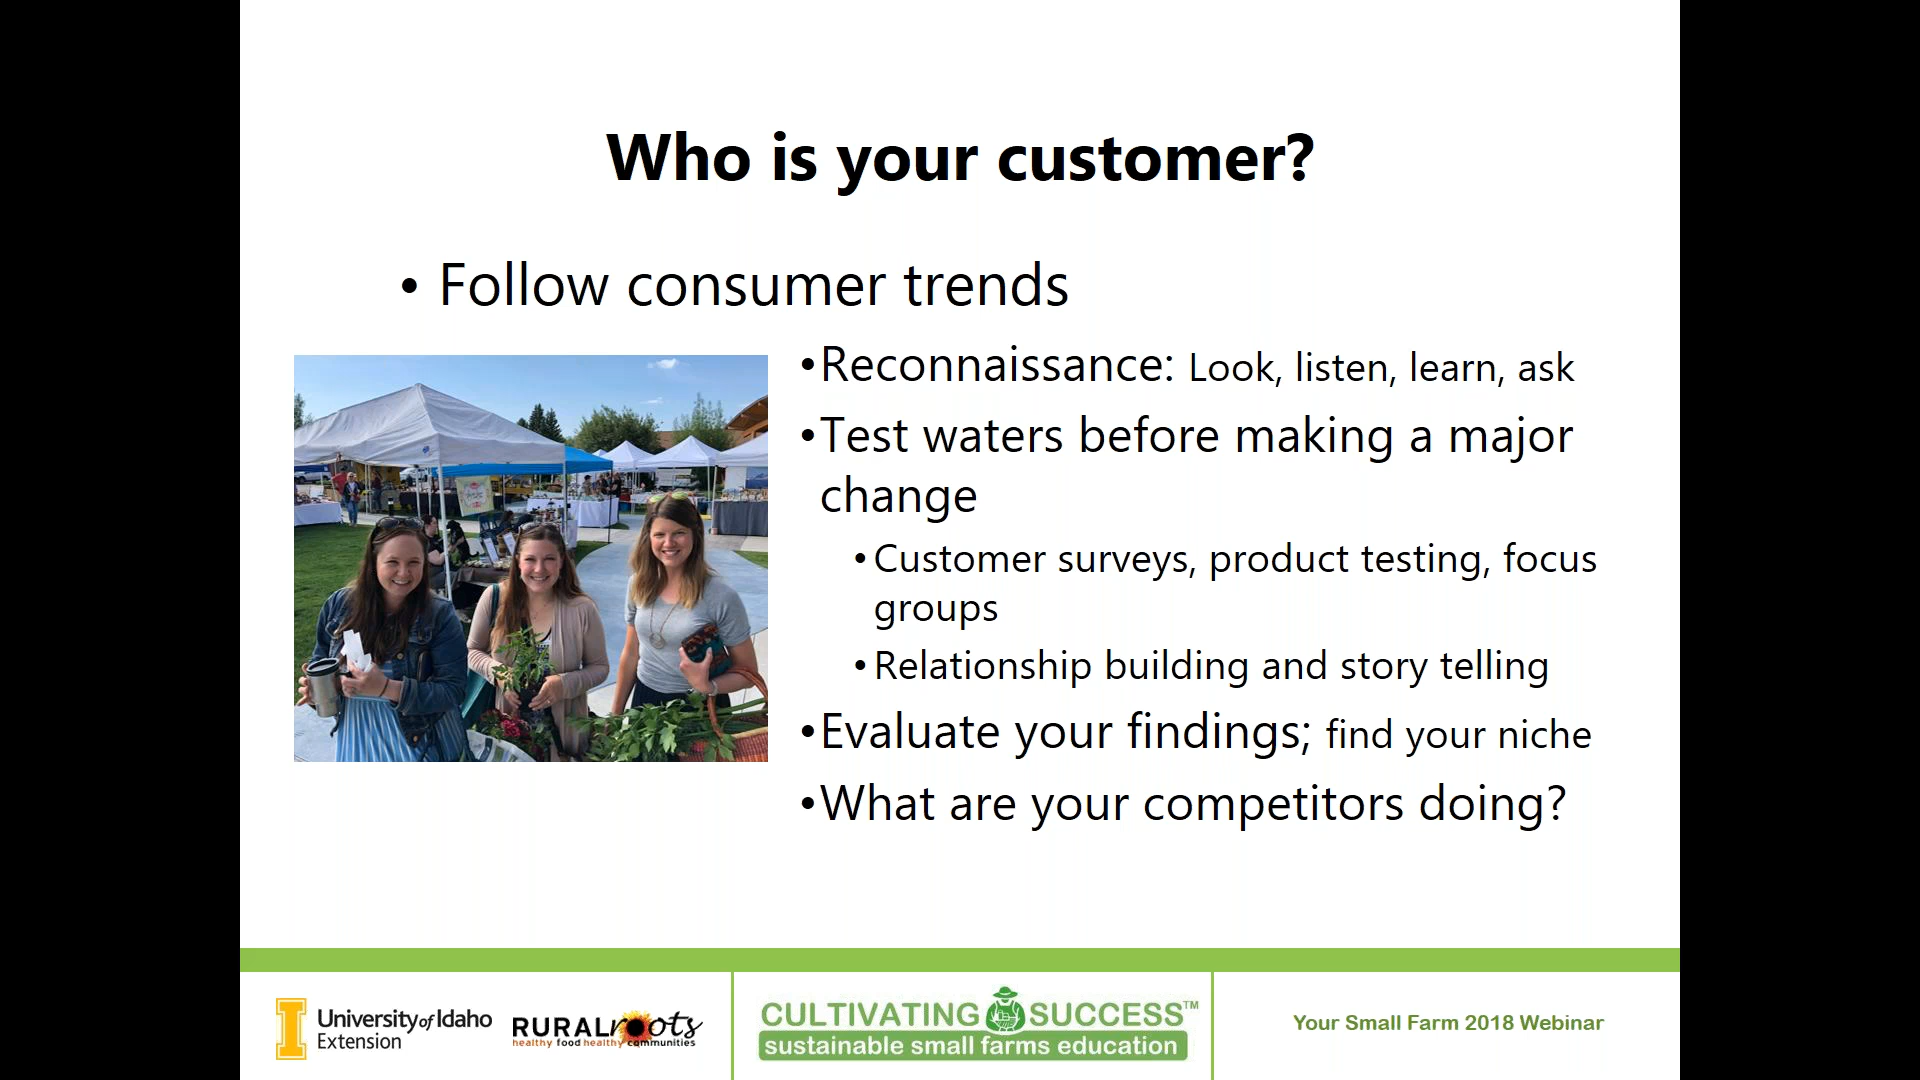 Who is your customer?
• Follow consumer trends
•Reconnaissance: Look, listen, learn, ask
•Test waters before making a major
change
•Customer surveys, product testing, focus
groups
•Relationship building and story telling
•Evaluate your findings; find your niche
•What are your competitors doing?
I
University of Idaho
Extension
RURALroots
healthy food healthy communities
CULTIVATING SUCCESS™
sustainable small farms education
Your Small Farm 2018 Webinar